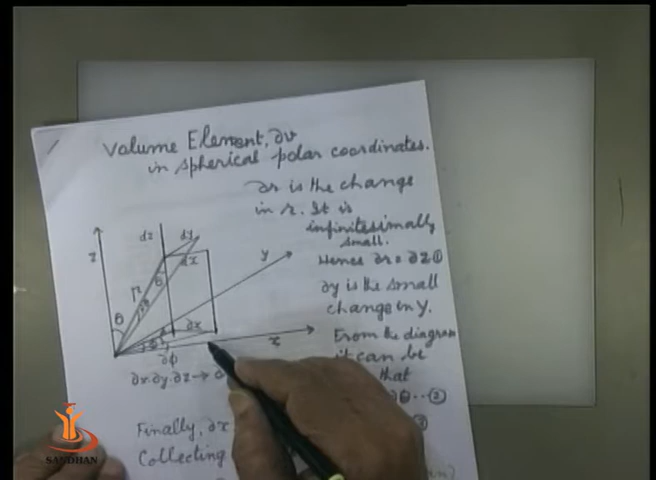 Volume Element, ∂v
in spherical polar coordinates.
∂r is the change
in r. It is
infinitesimally
small.
Hence ∂r = ∂z ①
∂y is the small
change in y.
From the diagram
it can be
that
∂θ ... ②
z
dz
dy
dx
y
r
θ
θ
∂θ
∂x
x
∂φ
∂x.∂y.∂z →
Finally, ∂x
Collecting
SANDHAN